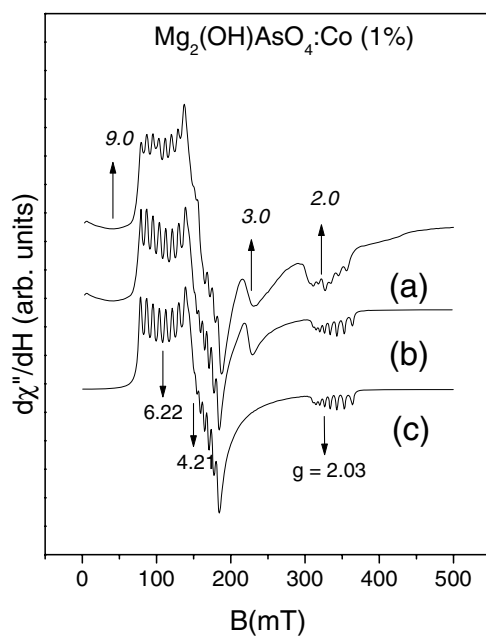 Mg₂(OH)AsO₄:Co (1%)
9.0
3.0
2.0
(a)
(b)
(c)
6.22
4.21
g = 2.03
dχ"/dH (arb. units)
0 100 200 300 400 500
B(mT)